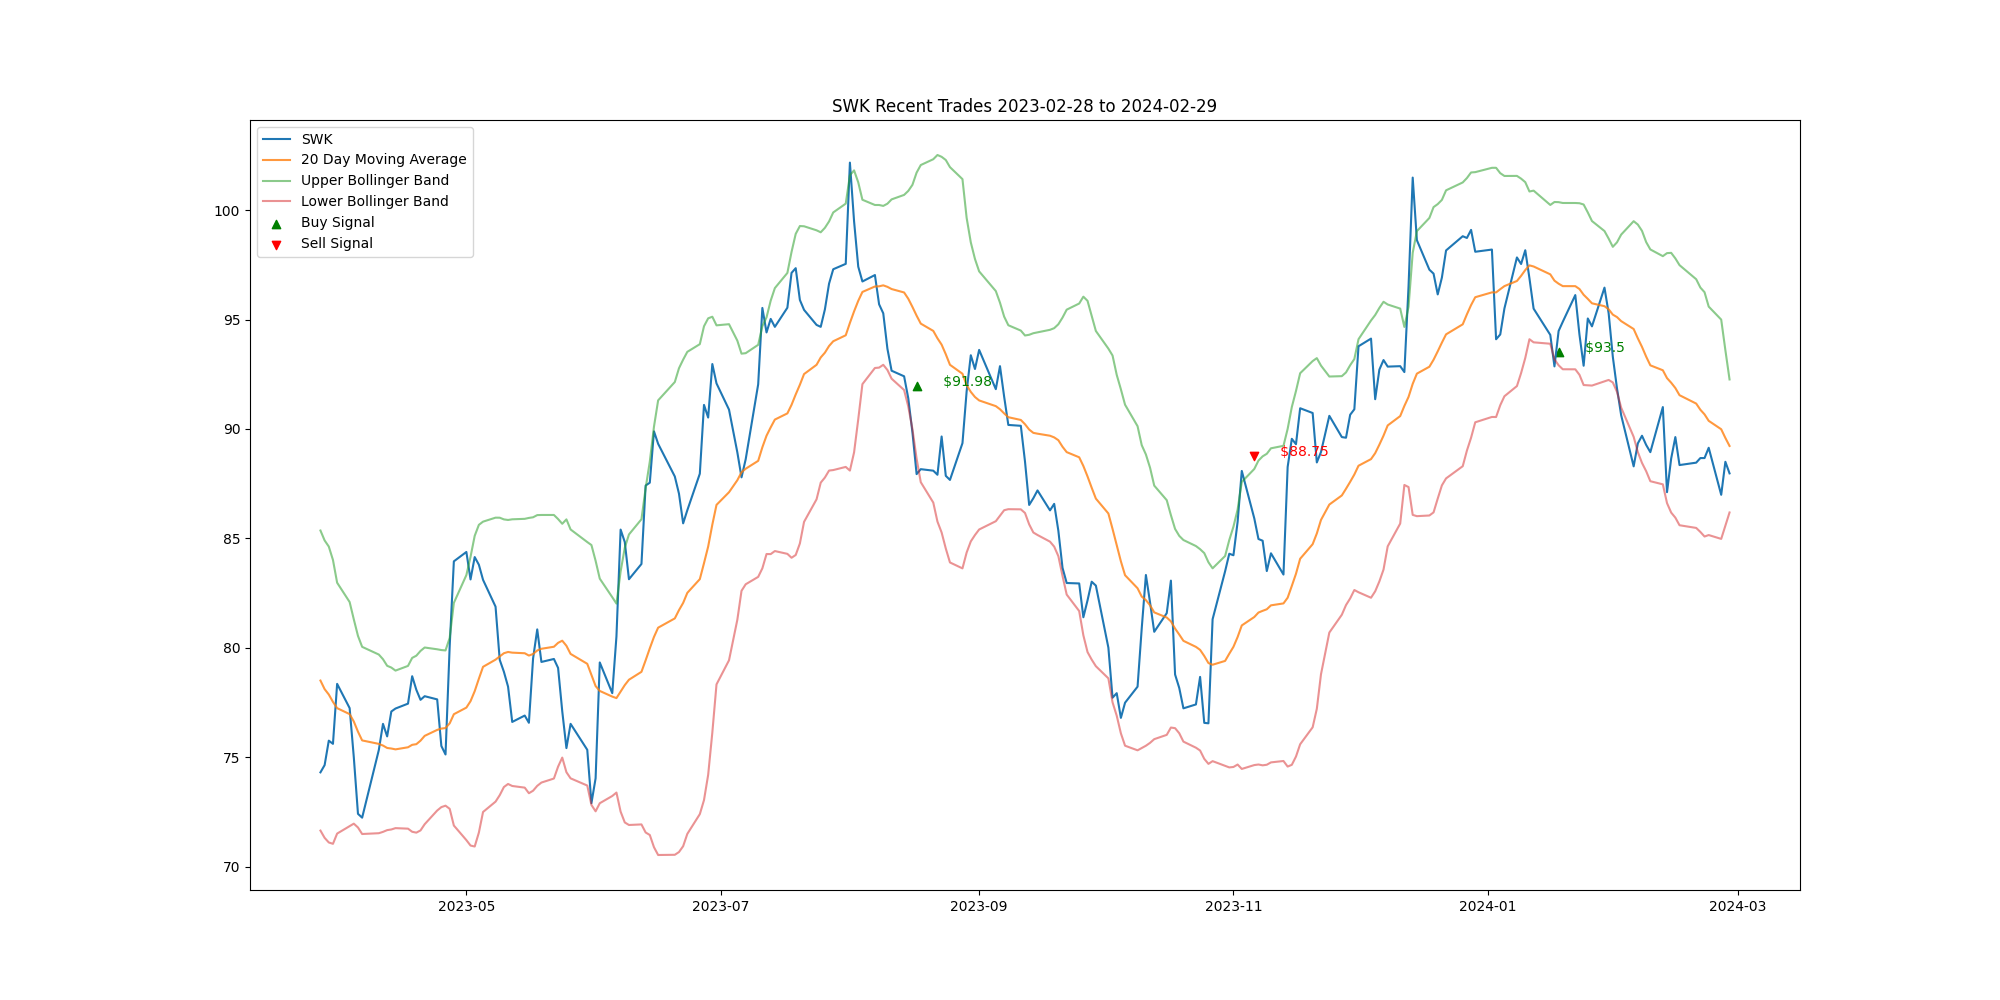 SWK Recent Trades 2023-02-28 to 2024-02-29
SWK
20 Day Moving Average
Upper Bollinger Band
Lower Bollinger Band
Buy Signal
Sell Signal
100
95
90
85
80
75
70
$91.98
$88.75
$93.5
2023-05
2023-07
2023-09
2023-11
2024-01
2024-03